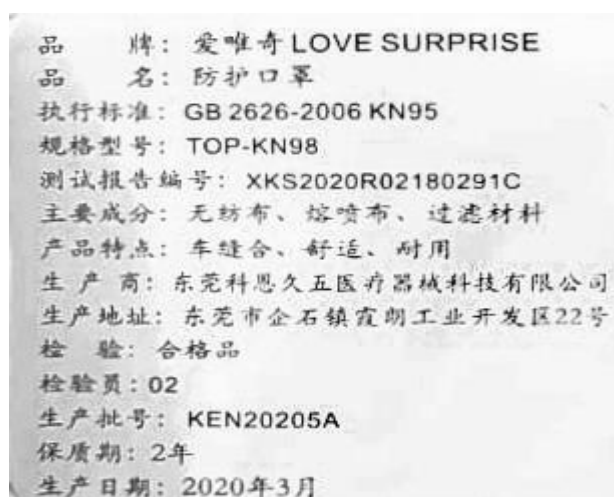 品 牌：爱唯奇 LOVE SURPRISE
品 名：防护口罩
执行标准：GB 2626-2006 KN95
规格型号：TOP-KN98
测试报告编号：XKS2020R02180291C
主要成分：无纺布、熔喷布、过滤材料
产品特点：车缝合、舒适、耐用
生 产 商：东莞科恩久五医疗器械科技有限公司
生产地址：东莞市企石镇霞朗工业开发区22号
检 验：合格品
检验员：02
生产批号：KEN20205A
保质期：2年
生产日期：2020年3月